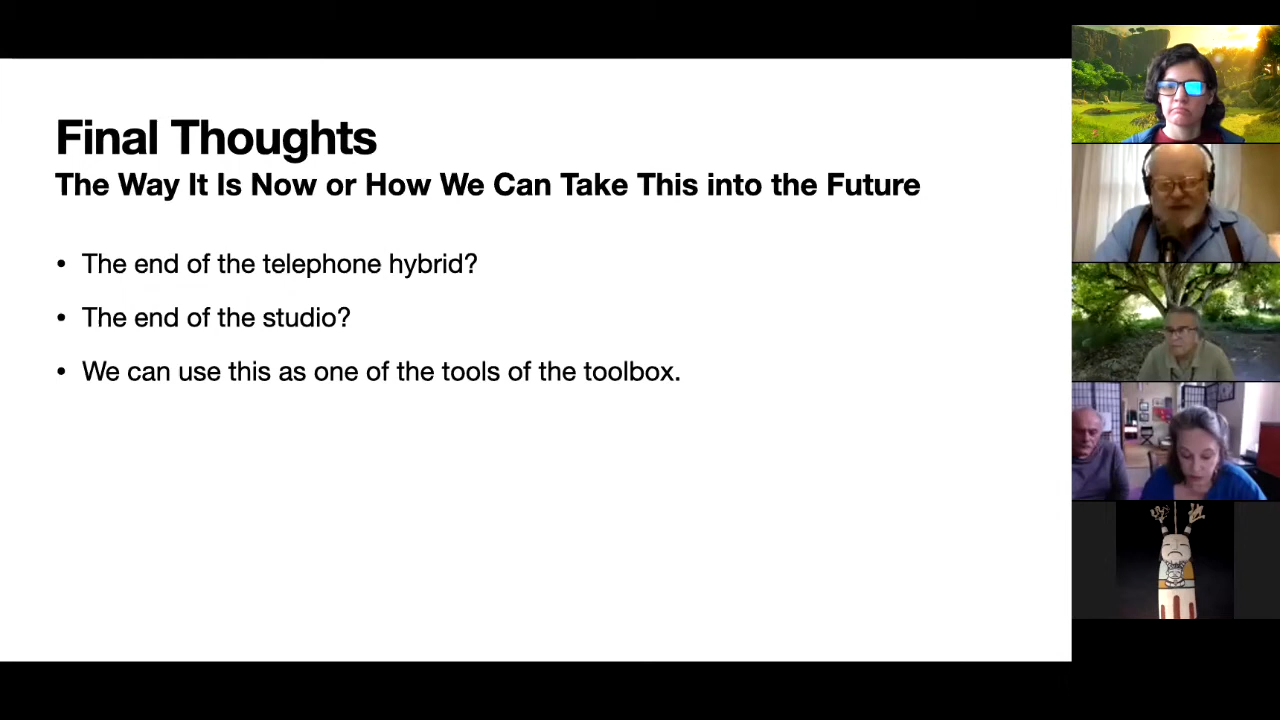 Final Thoughts
The Way It Is Now or How We Can Take This into the Future
• The end of the telephone hybrid?
• The end of the studio?
• We can use this as one of the tools of the toolbox.